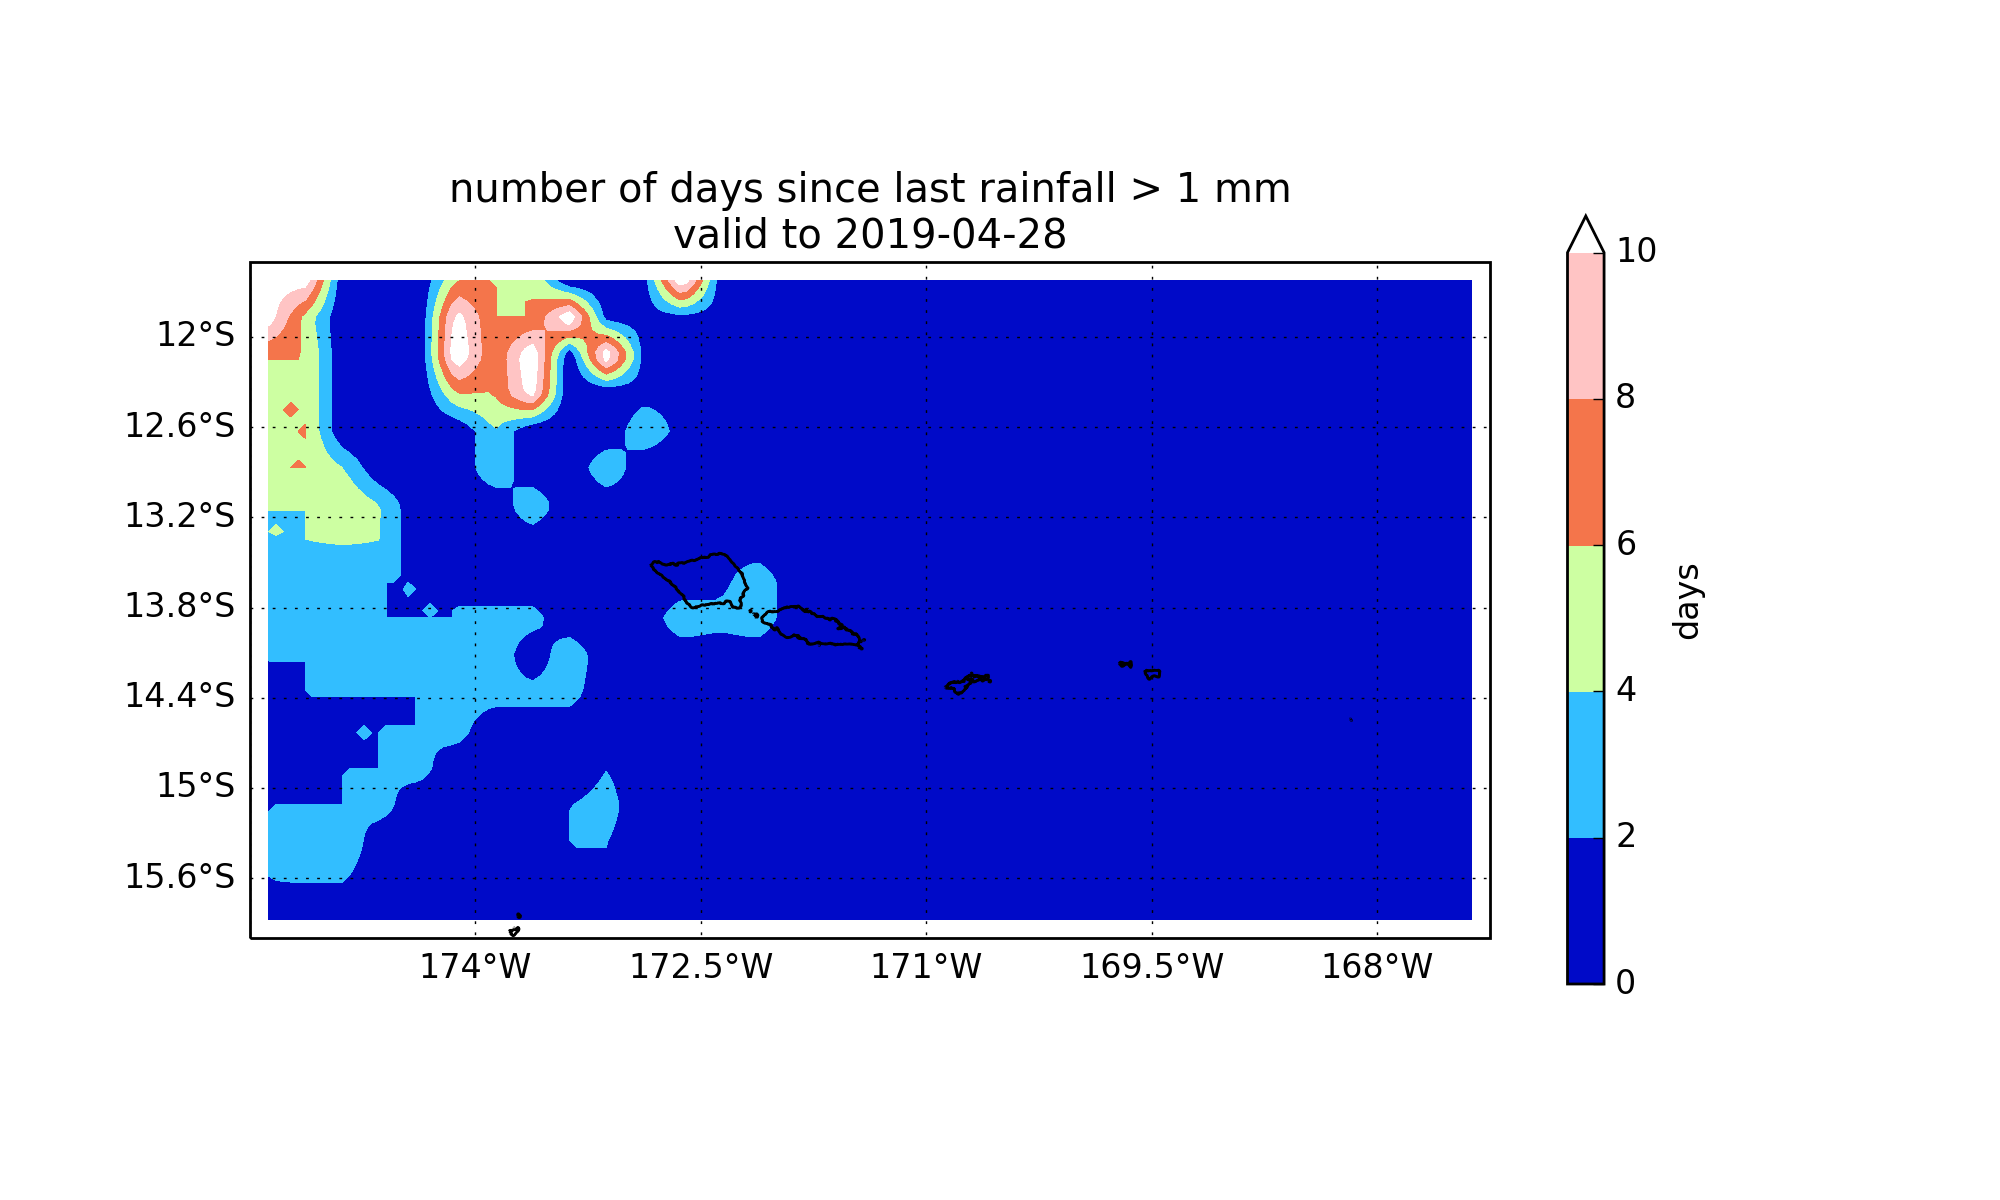 number of days since last rainfall > 1 mm
valid to 2019-04-28
12°S
12.6°S
13.2°S
13.8°S
14.4°S
15°S
15.6°S
174°W
172.5°W
171°W
169.5°W
168°W
10
8
6
4
2
0
days